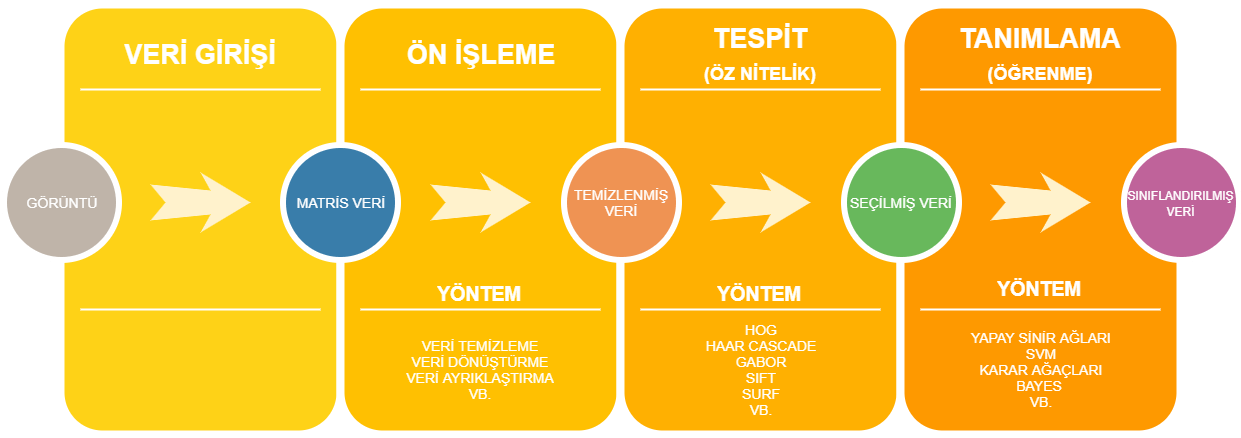 VERİ GİRİŞİ
ÖN İŞLEME
TESPİT
(ÖZ NİTELİK)
TANIMLAMA
(ÖĞRENME)
GÖRÜNTÜ
MATRİS VERİ
TEMİZLENMİŞ
VERİ
SEÇİLMİŞ VERİ
SINIFLANDIRILMIŞ
VERİ
YÖNTEM
VERİ TEMİZLEME
VERİ DÖNÜŞTÜRME
VERİ AYRIKLAŞTIRMA
VB.
YÖNTEM
HOG
HAAR CASCADE
GABOR
SIFT
SURF
VB.
YÖNTEM
YAPAY SİNİR AĞLARI
SVM
KARAR AĞAÇLARI
BAYES
VB.